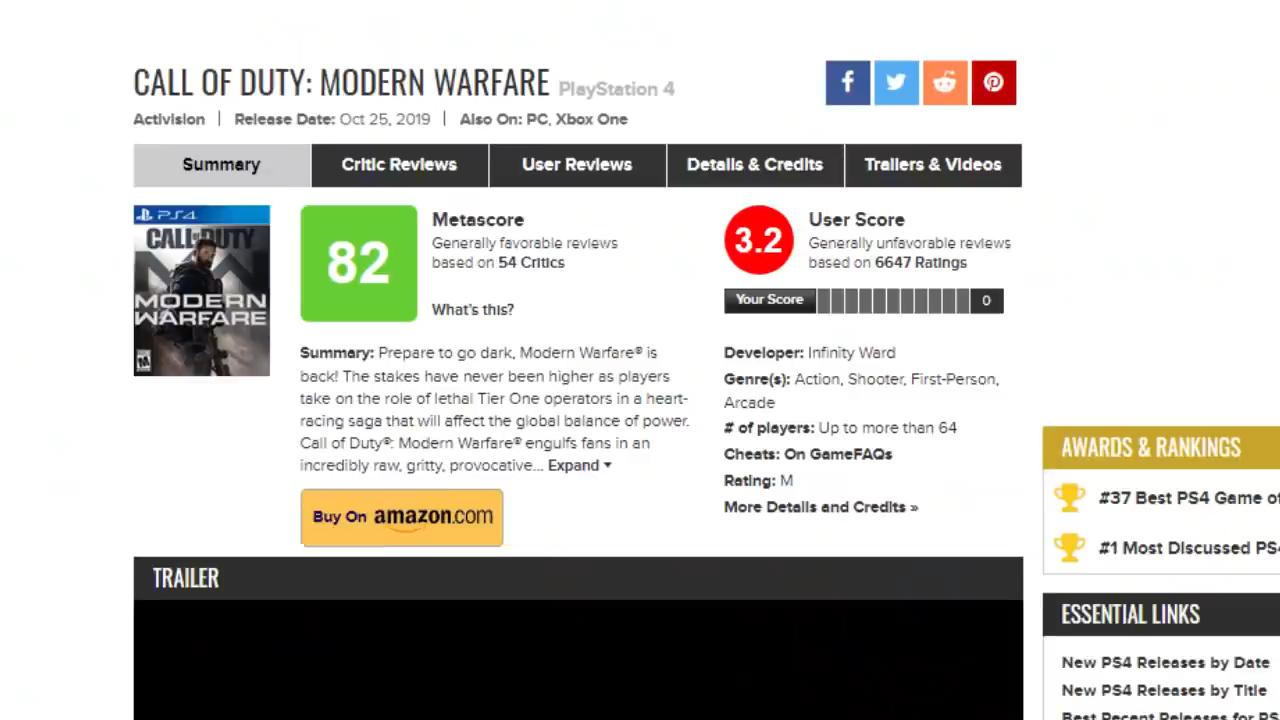 CALL OF DUTY: MODERN WARFARE PlayStation 4
Activision | Release Date: Oct 25, 2019 | Also On: PC, Xbox One
Summary Critic Reviews User Reviews Details & Credits Trailers & Videos
PS4
CALL OF DUTY
MODERN
WARFARE
M
82
Metascore
Generally favorable reviews
based on 54 Critics
What's this?
3.2
User Score
Generally unfavorable reviews
based on 6647 Ratings
Your Score 0
Summary: Prepare to go dark, Modern Warfare® is
back! The stakes have never been higher as players
take on the role of lethal Tier One operators in a heart-
racing saga that will affect the global balance of power.
Call of Duty®: Modern Warfare® engulfs fans in an
incredibly raw, gritty, provocative... Expand
Buy On amazon.com
Developer: Infinity Ward
Genre(s): Action, Shooter, First-Person,
Arcade
# of players: Up to more than 64
Cheats: On GameFAQs
Rating: M
More Details and Credits »
TRAILER
AWARDS & RANKINGS
#37 Best PS4 Game of
#1 Most Discussed PS4
ESSENTIAL LINKS
New PS4 Releases by Date
New PS4 Releases by Title
Best Recent Releases for PS